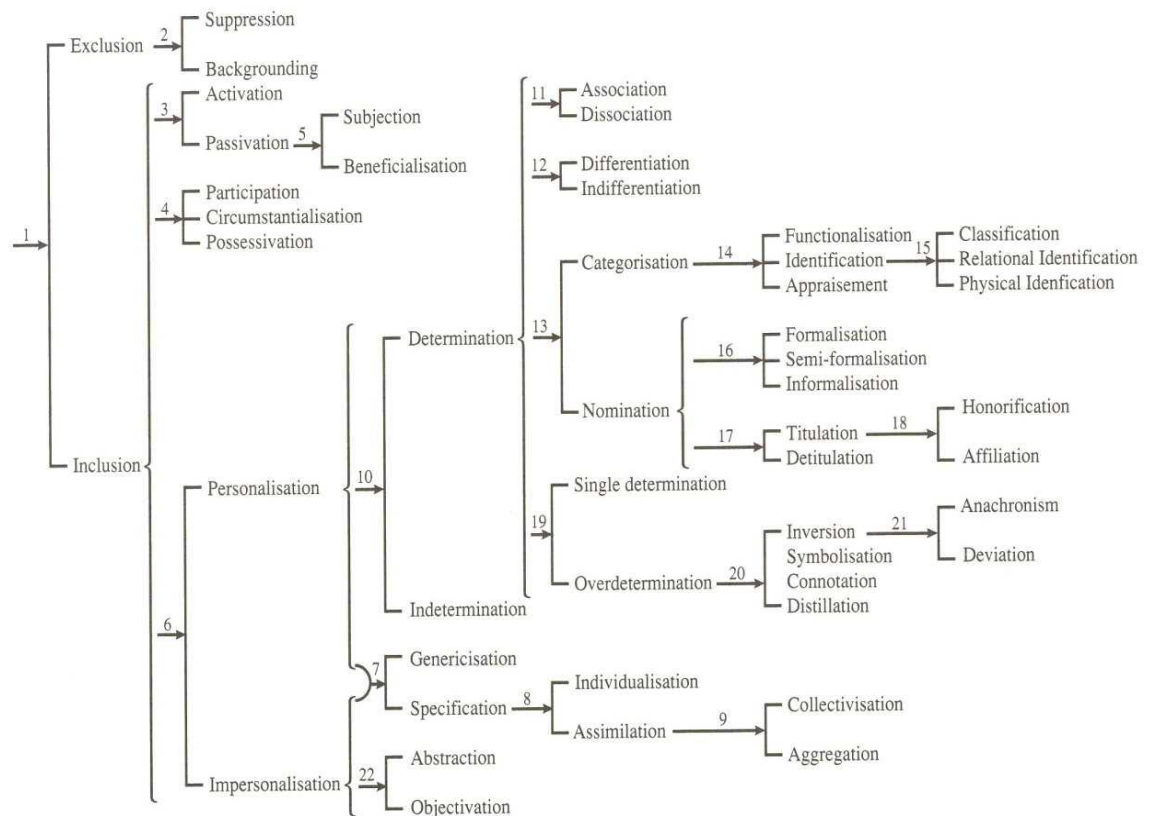 Suppression
Exclusion 2
Backgrounding
Activation
3
Passivation 5
Subjection
Beneficialisation
Participation
4 Circumstantialisation
Possessivation
1
Inclusion
6
Personalisation
Impersonalisation
10
Determination
Indetermination
11 Association
Dissociation
12 Differentiation
Indifferentiation
13
Categorisation 14
Functionalisation
Identification 15
Appraisement
Classification
Relational Identification
Physical Idenfication
Nomination
16
Formalisation
Semi-formalisation
Informalisation
17
Titulation 18
Detitulation
Honorification
Affiliation
19
Single determination
Overdetermination 20
Inversion 21
Symbolisation
Connotation
Distillation
Anachronism
Deviation
7
Genericisation
Specification 8
Individualisation
Assimilation 9
Collectivisation
Aggregation
22
Abstraction
Objectivation